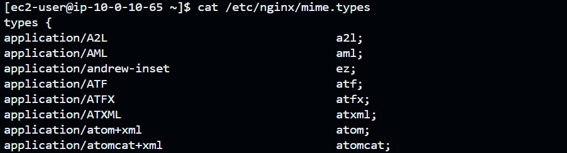 [ec2-user@ip-10-0-10-65 ~]$ cat /etc/nginx/mime.types
types {
application/A2L a2l;
application/AML aml;
application/andrew-inset ez;
application/ATF atf;
application/ATFX atfx;
application/ATXML atxml;
application/atom+xml atom;
application/atomcat+xml atomcat;